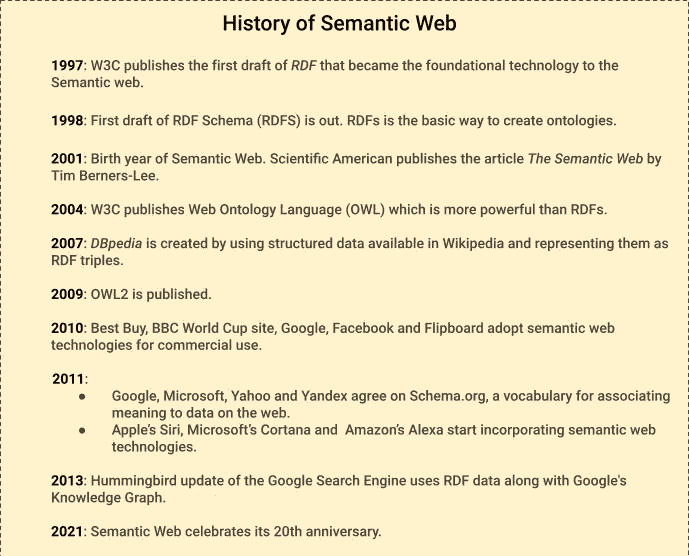 History of Semantic Web
1997: W3C publishes the first draft of RDF that became the foundational technology to the
Semantic web.
1998: First draft of RDF Schema (RDFS) is out. RDFs is the basic way to create ontologies.
2001: Birth year of Semantic Web. Scientific American publishes the article The Semantic Web by
Tim Berners-Lee.
2004: W3C publishes Web Ontology Language (OWL) which is more powerful than RDFs.
2007: DBpedia is created by using structured data available in Wikipedia and representing them as
RDF triples.
2009: OWL2 is published.
2010: Best Buy, BBC World Cup site, Google, Facebook and Flipboard adopt semantic web
technologies for commercial use.
2011:
● Google, Microsoft, Yahoo and Yandex agree on Schema.org, a vocabulary for associating
meaning to data on the web.
● Apple's Siri, Microsoft's Cortana and Amazon's Alexa start incorporating semantic web
technologies.
2013: Hummingbird update of the Google Search Engine uses RDF data along with Google's
Knowledge Graph.
2021: Semantic Web celebrates its 20th anniversary.